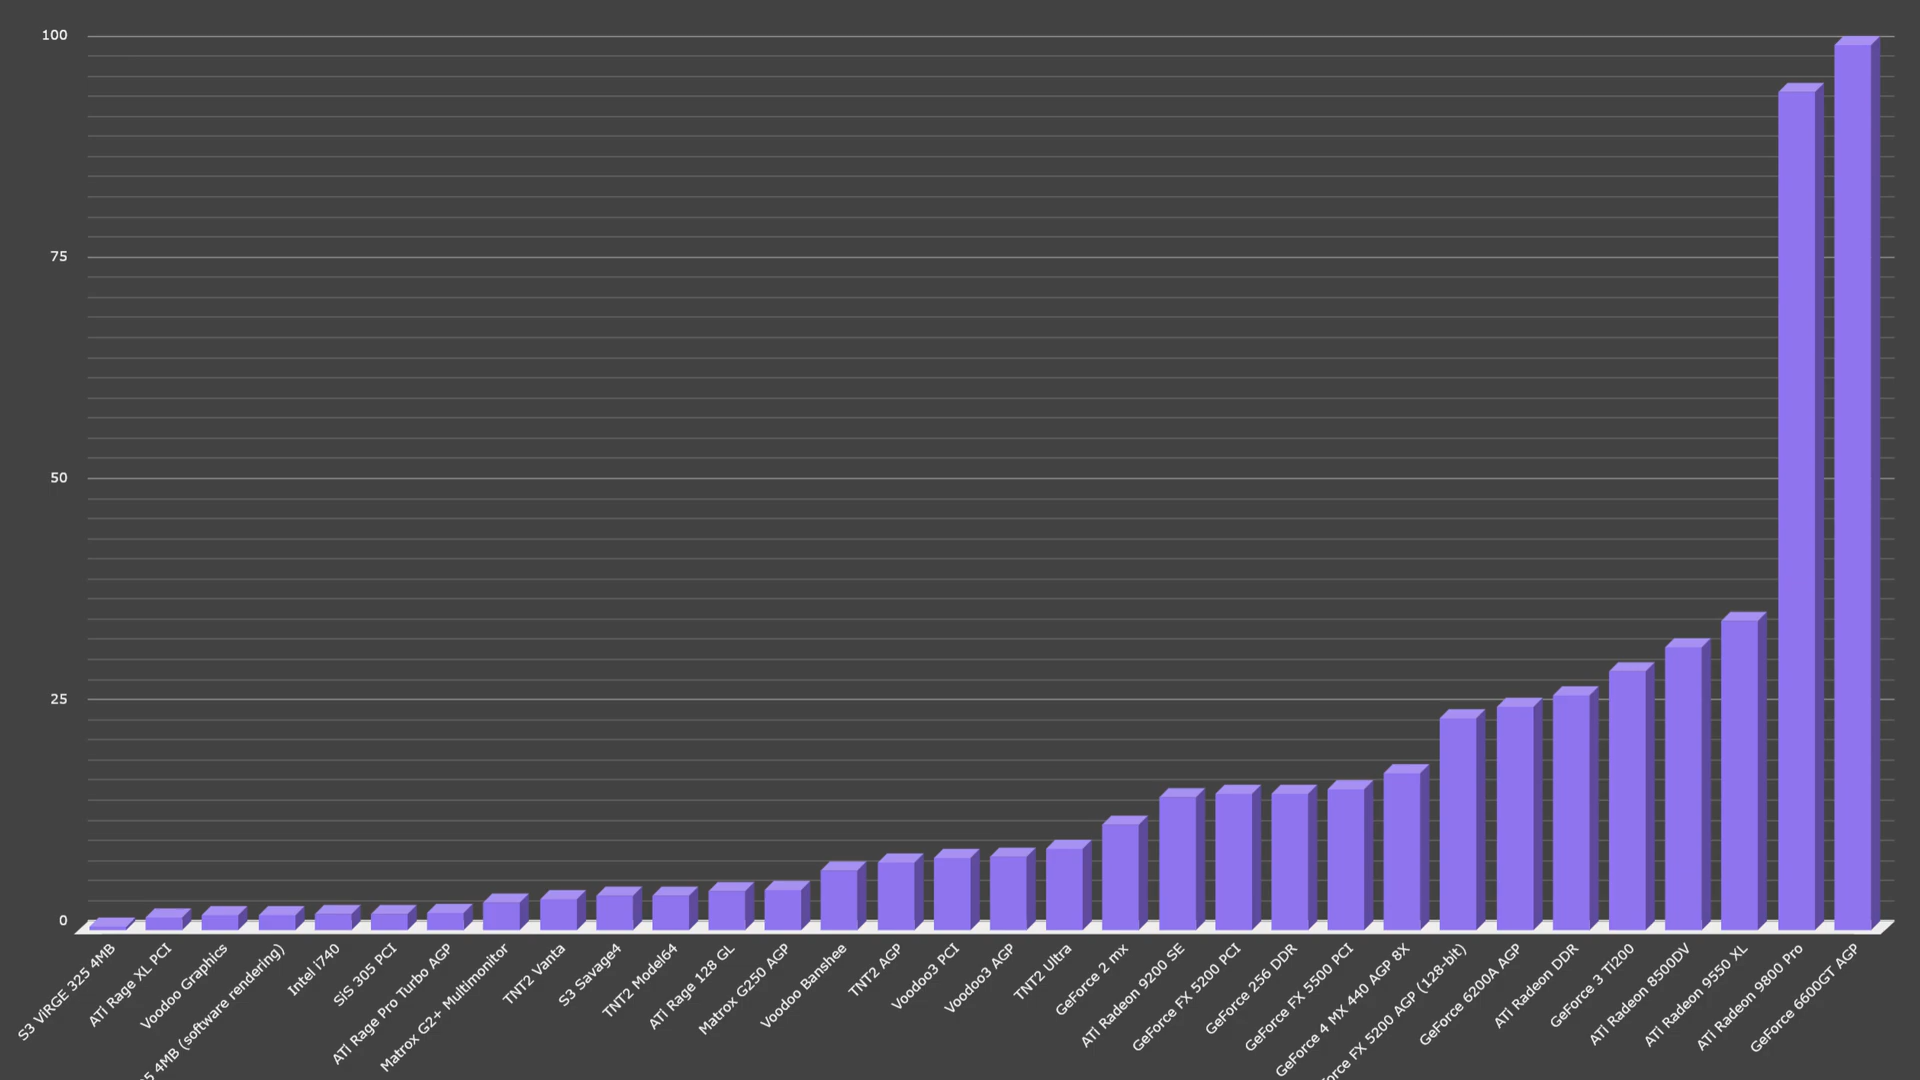 100
75
50
25
0
S3 ViRGE 325 4MB
ATi Rage XL PCI
Voodoo Graphics
4MB (software rendering)
Intel i740
SiS 305 PCI
ATi Rage Pro Turbo AGP
Matrox G2+ Multimonitor
TNT2 Vanta
S3 Savage4
TNT2 Model64
ATi Rage 128 GL
Matrox G250 AGP
Voodoo Banshee
TNT2 AGP
Voodoo3 PCI
Voodoo3 AGP
TNT2 Ultra
GeForce 2 mx
ATi Radeon 9200 SE
GeForce FX 5200 PCI
GeForce 256 DDR
GeForce FX 5500 PCI
GeForce 4 MX 440 AGP 8X
FX 5200 AGP (128-bit)
GeForce 6200A AGP
ATi Radeon DDR
GeForce 3 Ti200
ATi Radeon 8500DV
ATi Radeon 9550 XL
ATi Radeon 9800 Pro
GeForce 6600GT AGP